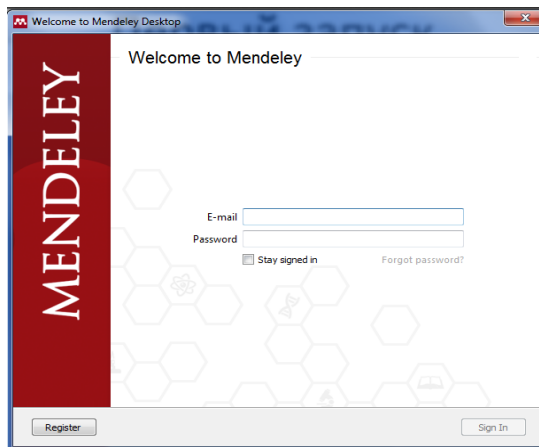 Welcome to Mendeley Desktop
Welcome to Mendeley
MENDELEY
E-mail
Password
Stay signed in
Forgot password?
Register
Sign In